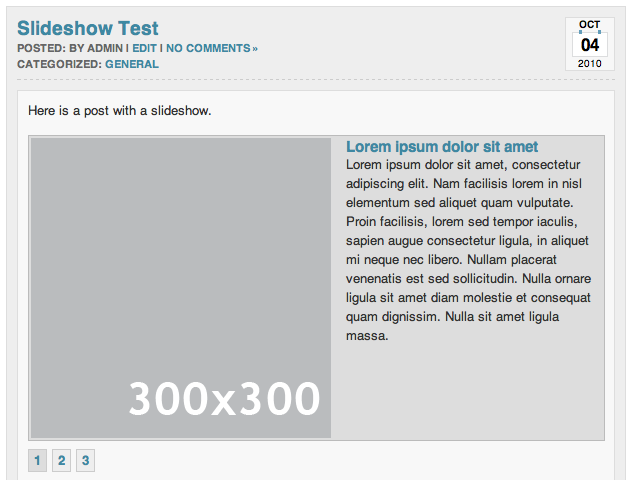 Slideshow Test
POSTED: BY ADMIN | EDIT | NO COMMENTS »
CATEGORIZED: GENERAL
OCT
04
2010
Here is a post with a slideshow.
300x300
Lorem ipsum dolor sit amet
Lorem ipsum dolor sit amet, consectetur
adipiscing elit. Nam facilisis lorem in nisl
elementum sed aliquet quam vulputate.
Proin facilisis, lorem sed tempor iaculis,
sapien augue consectetur ligula, in aliquet
mi neque nec libero. Nullam placerat
venenatis est sed sollicitudin. Nulla ornare
ligula sit amet diam molestie et consequat
quam dignissim. Nulla sit amet ligula
massa.
1 2 3